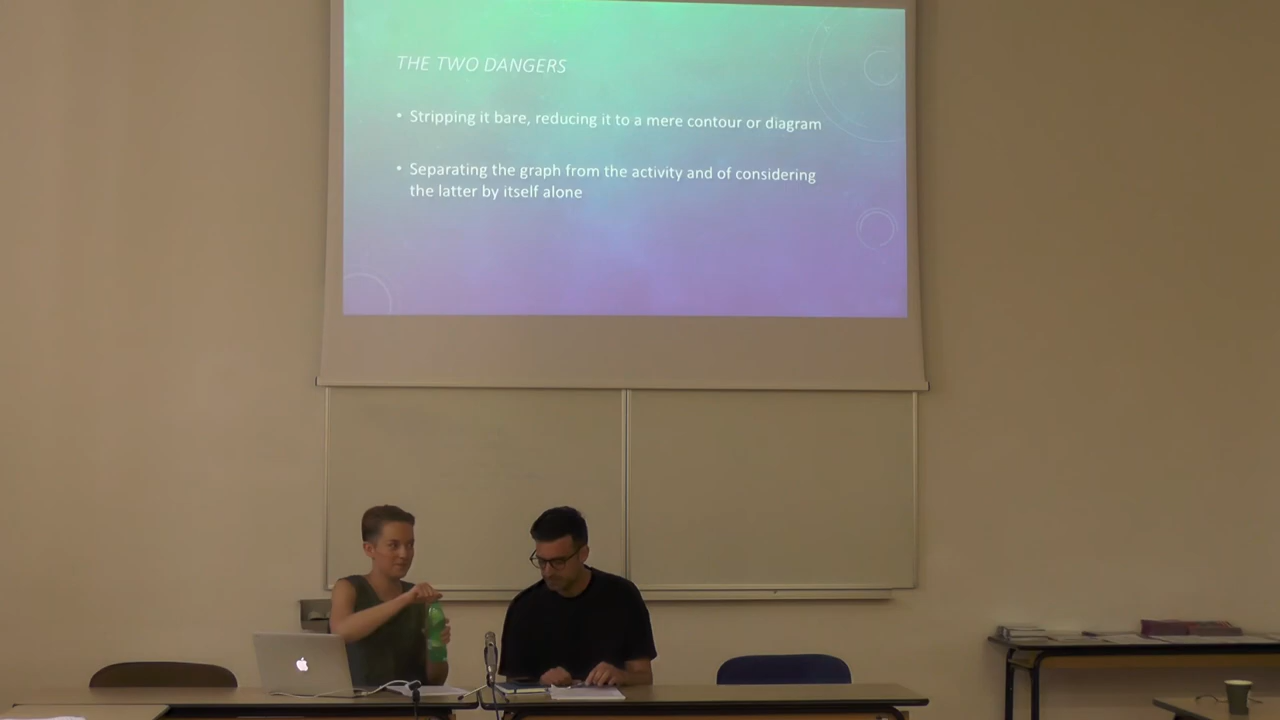 THE TWO DANGERS
• Stripping it bare, reducing it to a mere contour or diagram
• Separating the graph from the activity and of considering
the latter by itself alone